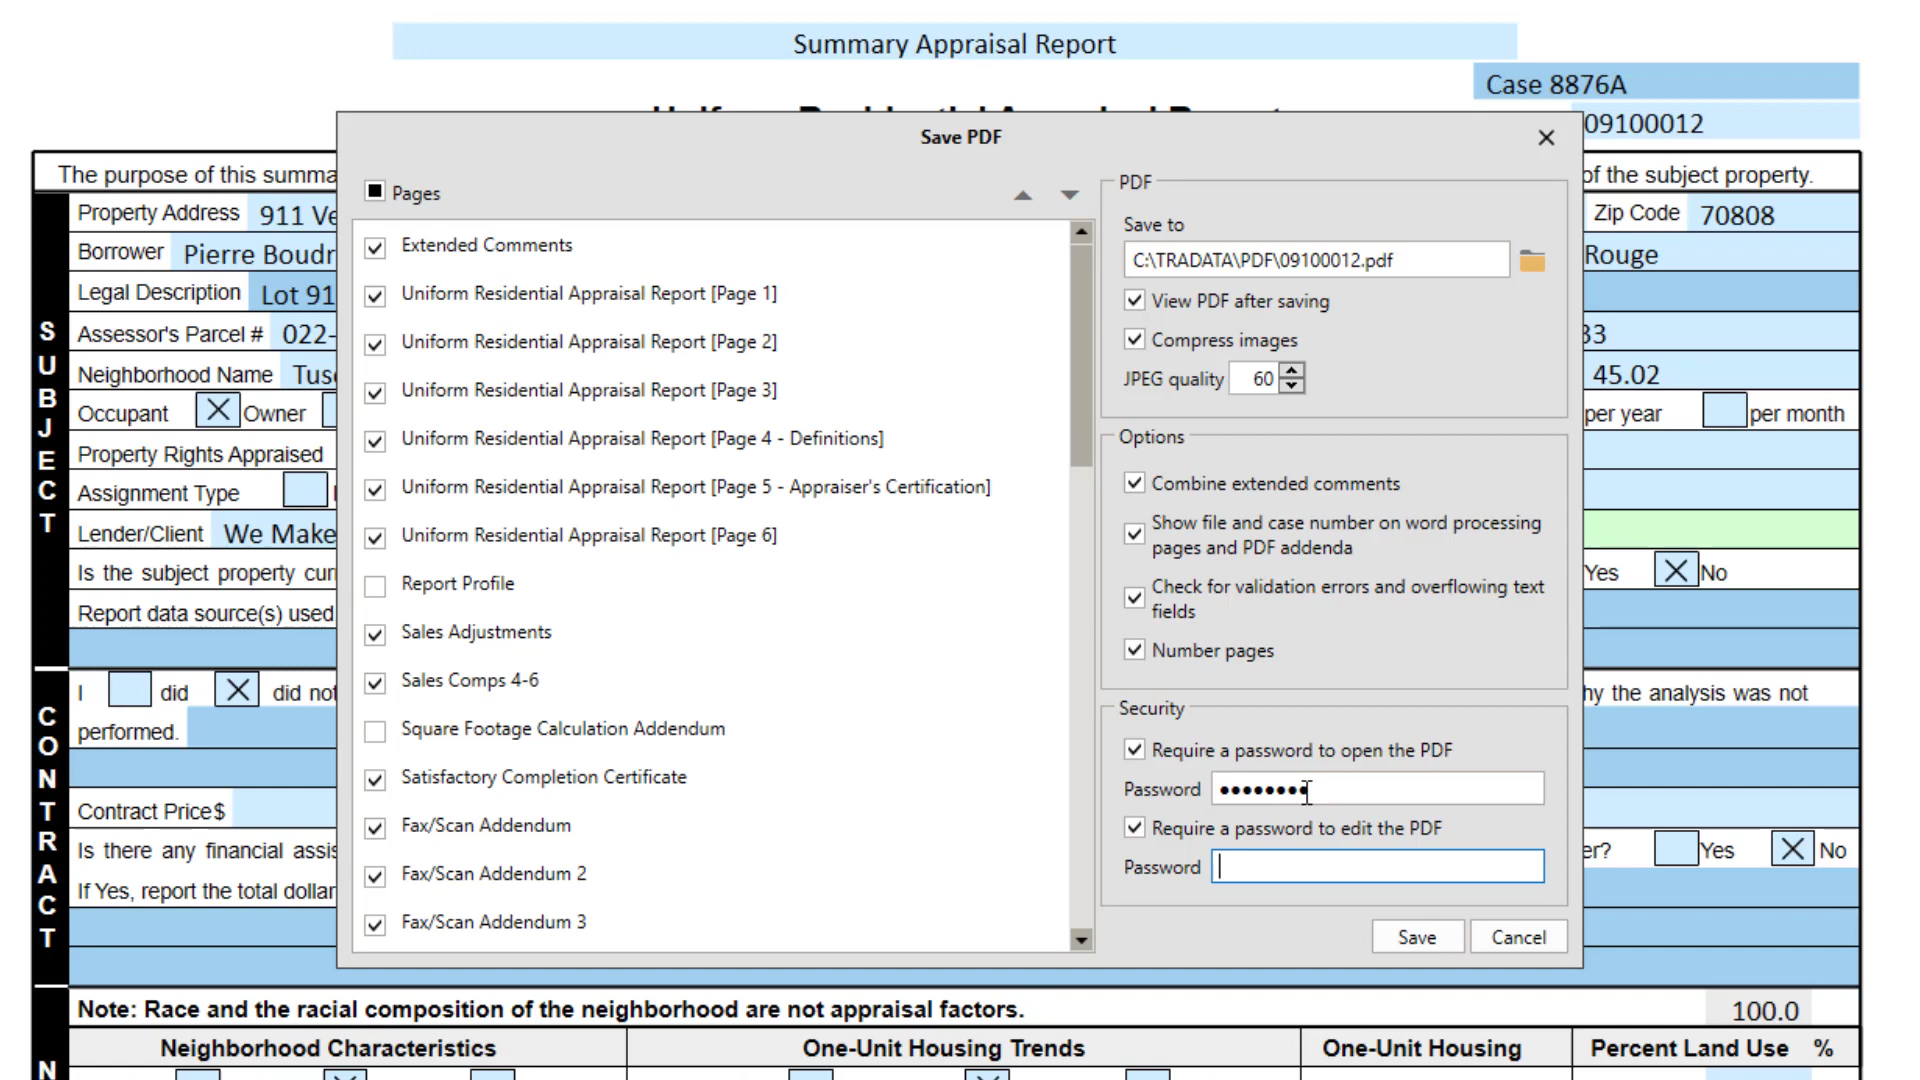 Summary Appraisal Report
Case 8876A
09100012
The purpose of this summa
of the subject property.
SUBJECT
Property Address 911 Ve
Zip Code 70808
Borrower Pierre Boudr
Rouge
Legal Description Lot 91
Assessor's Parcel # 022-
33
Neighborhood Name Tus
45.02
Occupant Owner
per year per month
Property Rights Appraised
Assignment Type
Lender/Client We Make
Is the subject property cur
Yes No
Report data source(s) used
CONTRACT
I did did not
hy the analysis was not
performed.
Contract Price$
Is there any financial assis
er? Yes No
If Yes, report the total dollar
Note: Race and the racial composition of the neighborhood are not appraisal factors.
100.0
N
Neighborhood Characteristics
One-Unit Housing Trends
One-Unit Housing
Percent Land Use %
Save PDF
Pages
Extended Comments
Uniform Residential Appraisal Report [Page 1]
Uniform Residential Appraisal Report [Page 2]
Uniform Residential Appraisal Report [Page 3]
Uniform Residential Appraisal Report [Page 4 - Definitions]
Uniform Residential Appraisal Report [Page 5 - Appraiser's Certification]
Uniform Residential Appraisal Report [Page 6]
Report Profile
Sales Adjustments
Sales Comps 4-6
Square Footage Calculation Addendum
Satisfactory Completion Certificate
Fax/Scan Addendum
Fax/Scan Addendum 2
Fax/Scan Addendum 3
PDF
Save to
C:\TRADATA\PDF\09100012.pdf
View PDF after saving
Compress images
JPEG quality 60
Options
Combine extended comments
Show file and case number on word processing
pages and PDF addenda
Check for validation errors and overflowing text
fields
Number pages
Security
Require a password to open the PDF
Password ••••••••
Require a password to edit the PDF
Password
Save
Cancel